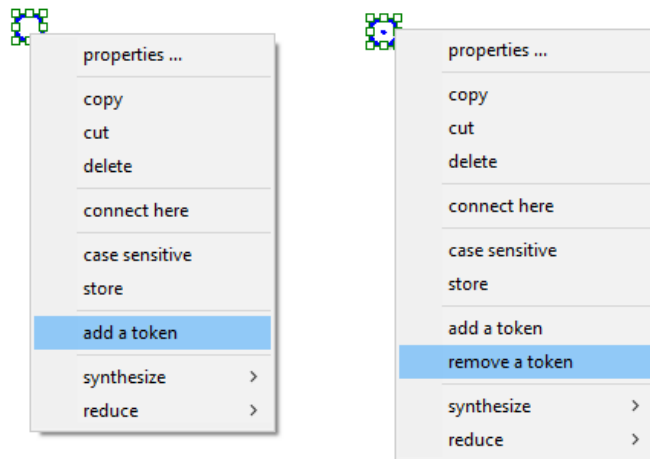 properties ...
copy
cut
delete
connect here
case sensitive
store
add a token
synthesize
reduce
properties ...
copy
cut
delete
connect here
case sensitive
store
add a token
remove a token
synthesize
reduce